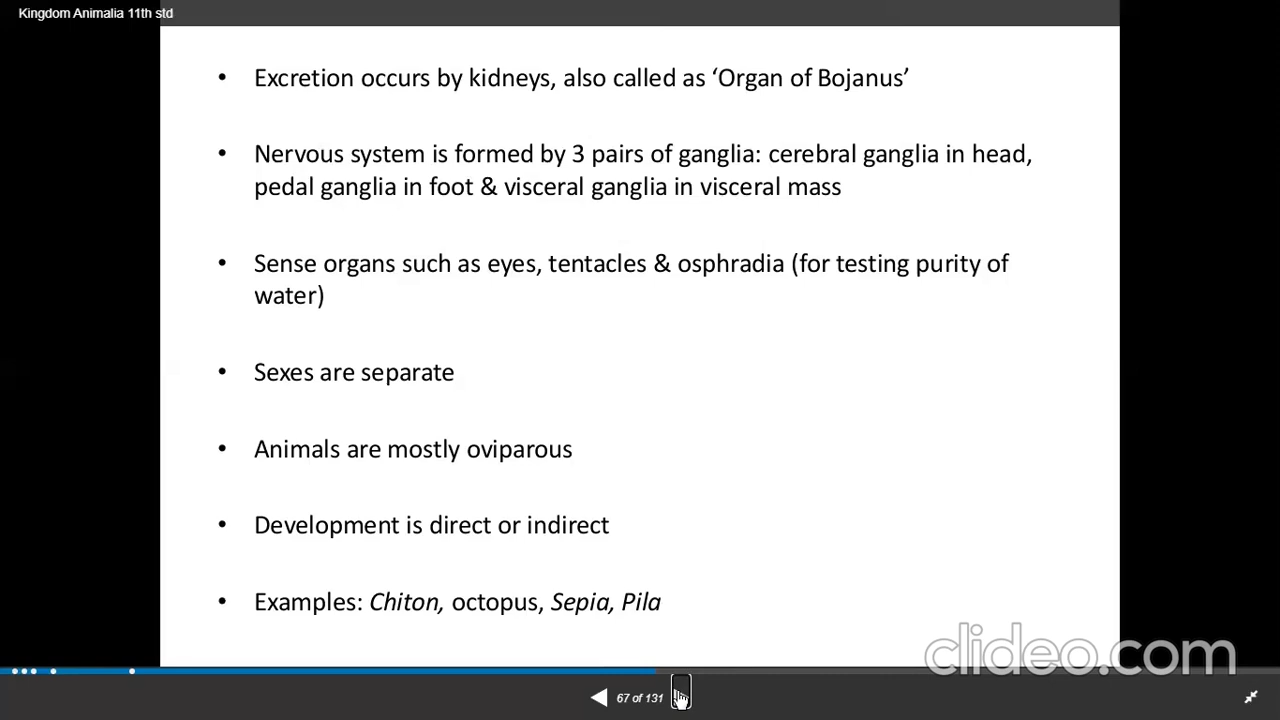 Kingdom Animalia 11th std
• Excretion occurs by kidneys, also called as ‘Organ of Bojanus’
• Nervous system is formed by 3 pairs of ganglia: cerebral ganglia in head,
pedal ganglia in foot & visceral ganglia in visceral mass
• Sense organs such as eyes, tentacles & osphradia (for testing purity of
water)
• Sexes are separate
• Animals are mostly oviparous
• Development is direct or indirect
• Examples: Chiton, octopus, Sepia, Pila
clideo.com
67 of 131